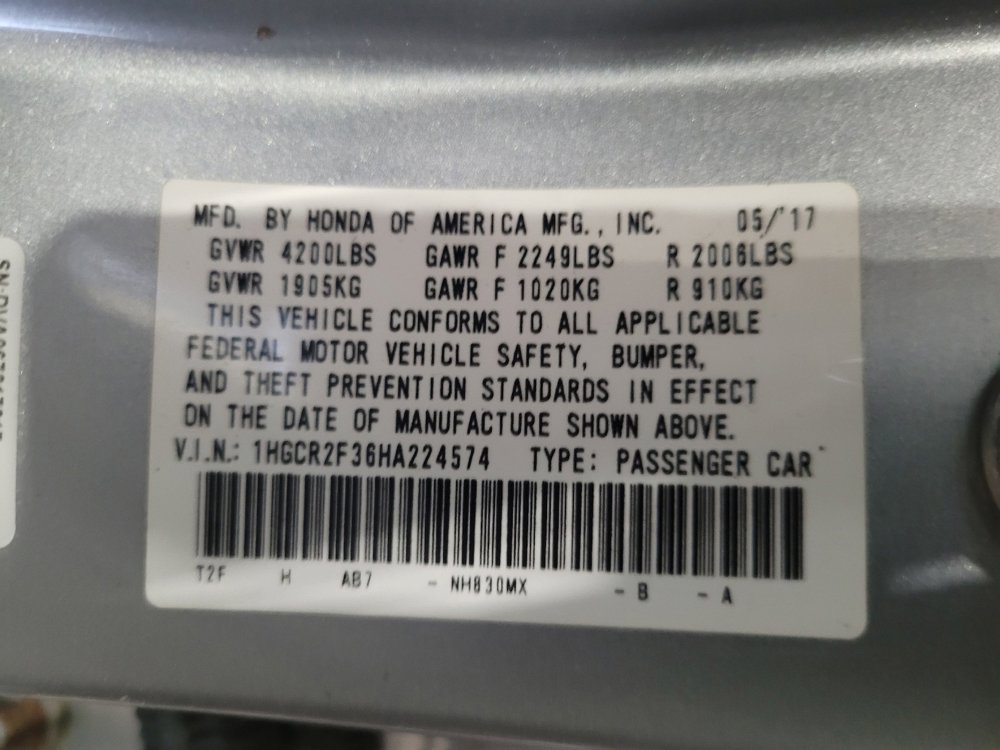 MFD. BY HONDA OF AMERICA MFG., INC. 05/'17
GVWR 4200LBS GAWR F 2249LBS R 2006LBS
GVWR 1905KG GAWR F 1020KG R 910KG
THIS VEHICLE CONFORMS TO ALL APPLICABLE
FEDERAL MOTOR VEHICLE SAFETY, BUMPER,
AND THEFT PREVENTION STANDARDS IN EFFECT
ON THE DATE OF MANUFACTURE SHOWN ABOVE.
V.I.N.: 1HGCR2F36HA224574 TYPE: PASSENGER CAR
T2F H AB7 - NH830MX - B - A